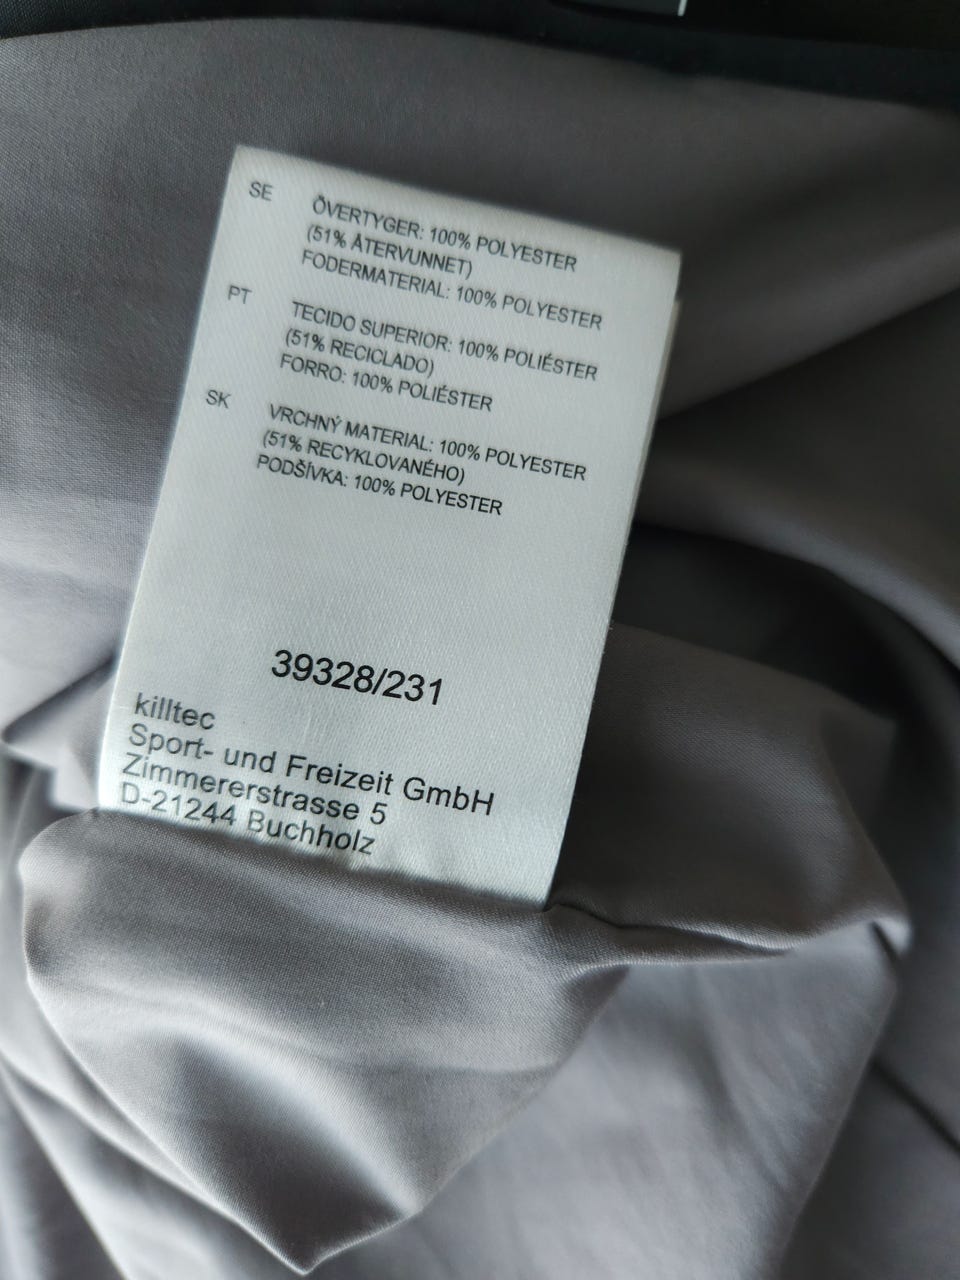 SE
ÖVERTYGER: 100% POLYESTER
(51% ÅTERVUNNET)
FODERMATERIAL: 100% POLYESTER
PT
TECIDO SUPERIOR: 100% POLIÉSTER
(51% RECICLADO)
FORRO: 100% POLIÉSTER
SK
VRCHNÝ MATERIAL: 100% POLYESTER
(51% RECYKLOVANÉHO)
PODŠÍVKA: 100% POLYESTER
39328/231
killtec
Sport- und Freizeit GmbH
Zimmererstrasse 5
D-21244 Buchholz